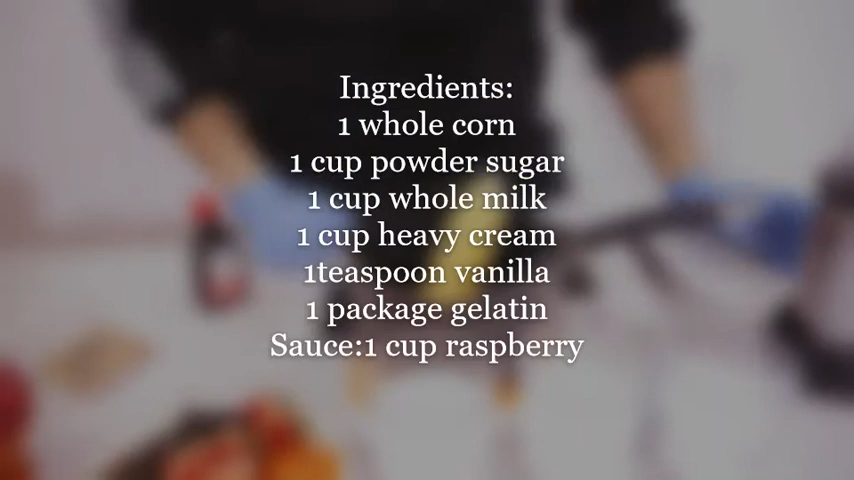 Ingredients:
1 whole corn
1 cup powder sugar
1 cup whole milk
1 cup heavy cream
1teaspoon vanilla
1 package gelatin
Sauce:1 cup raspberry